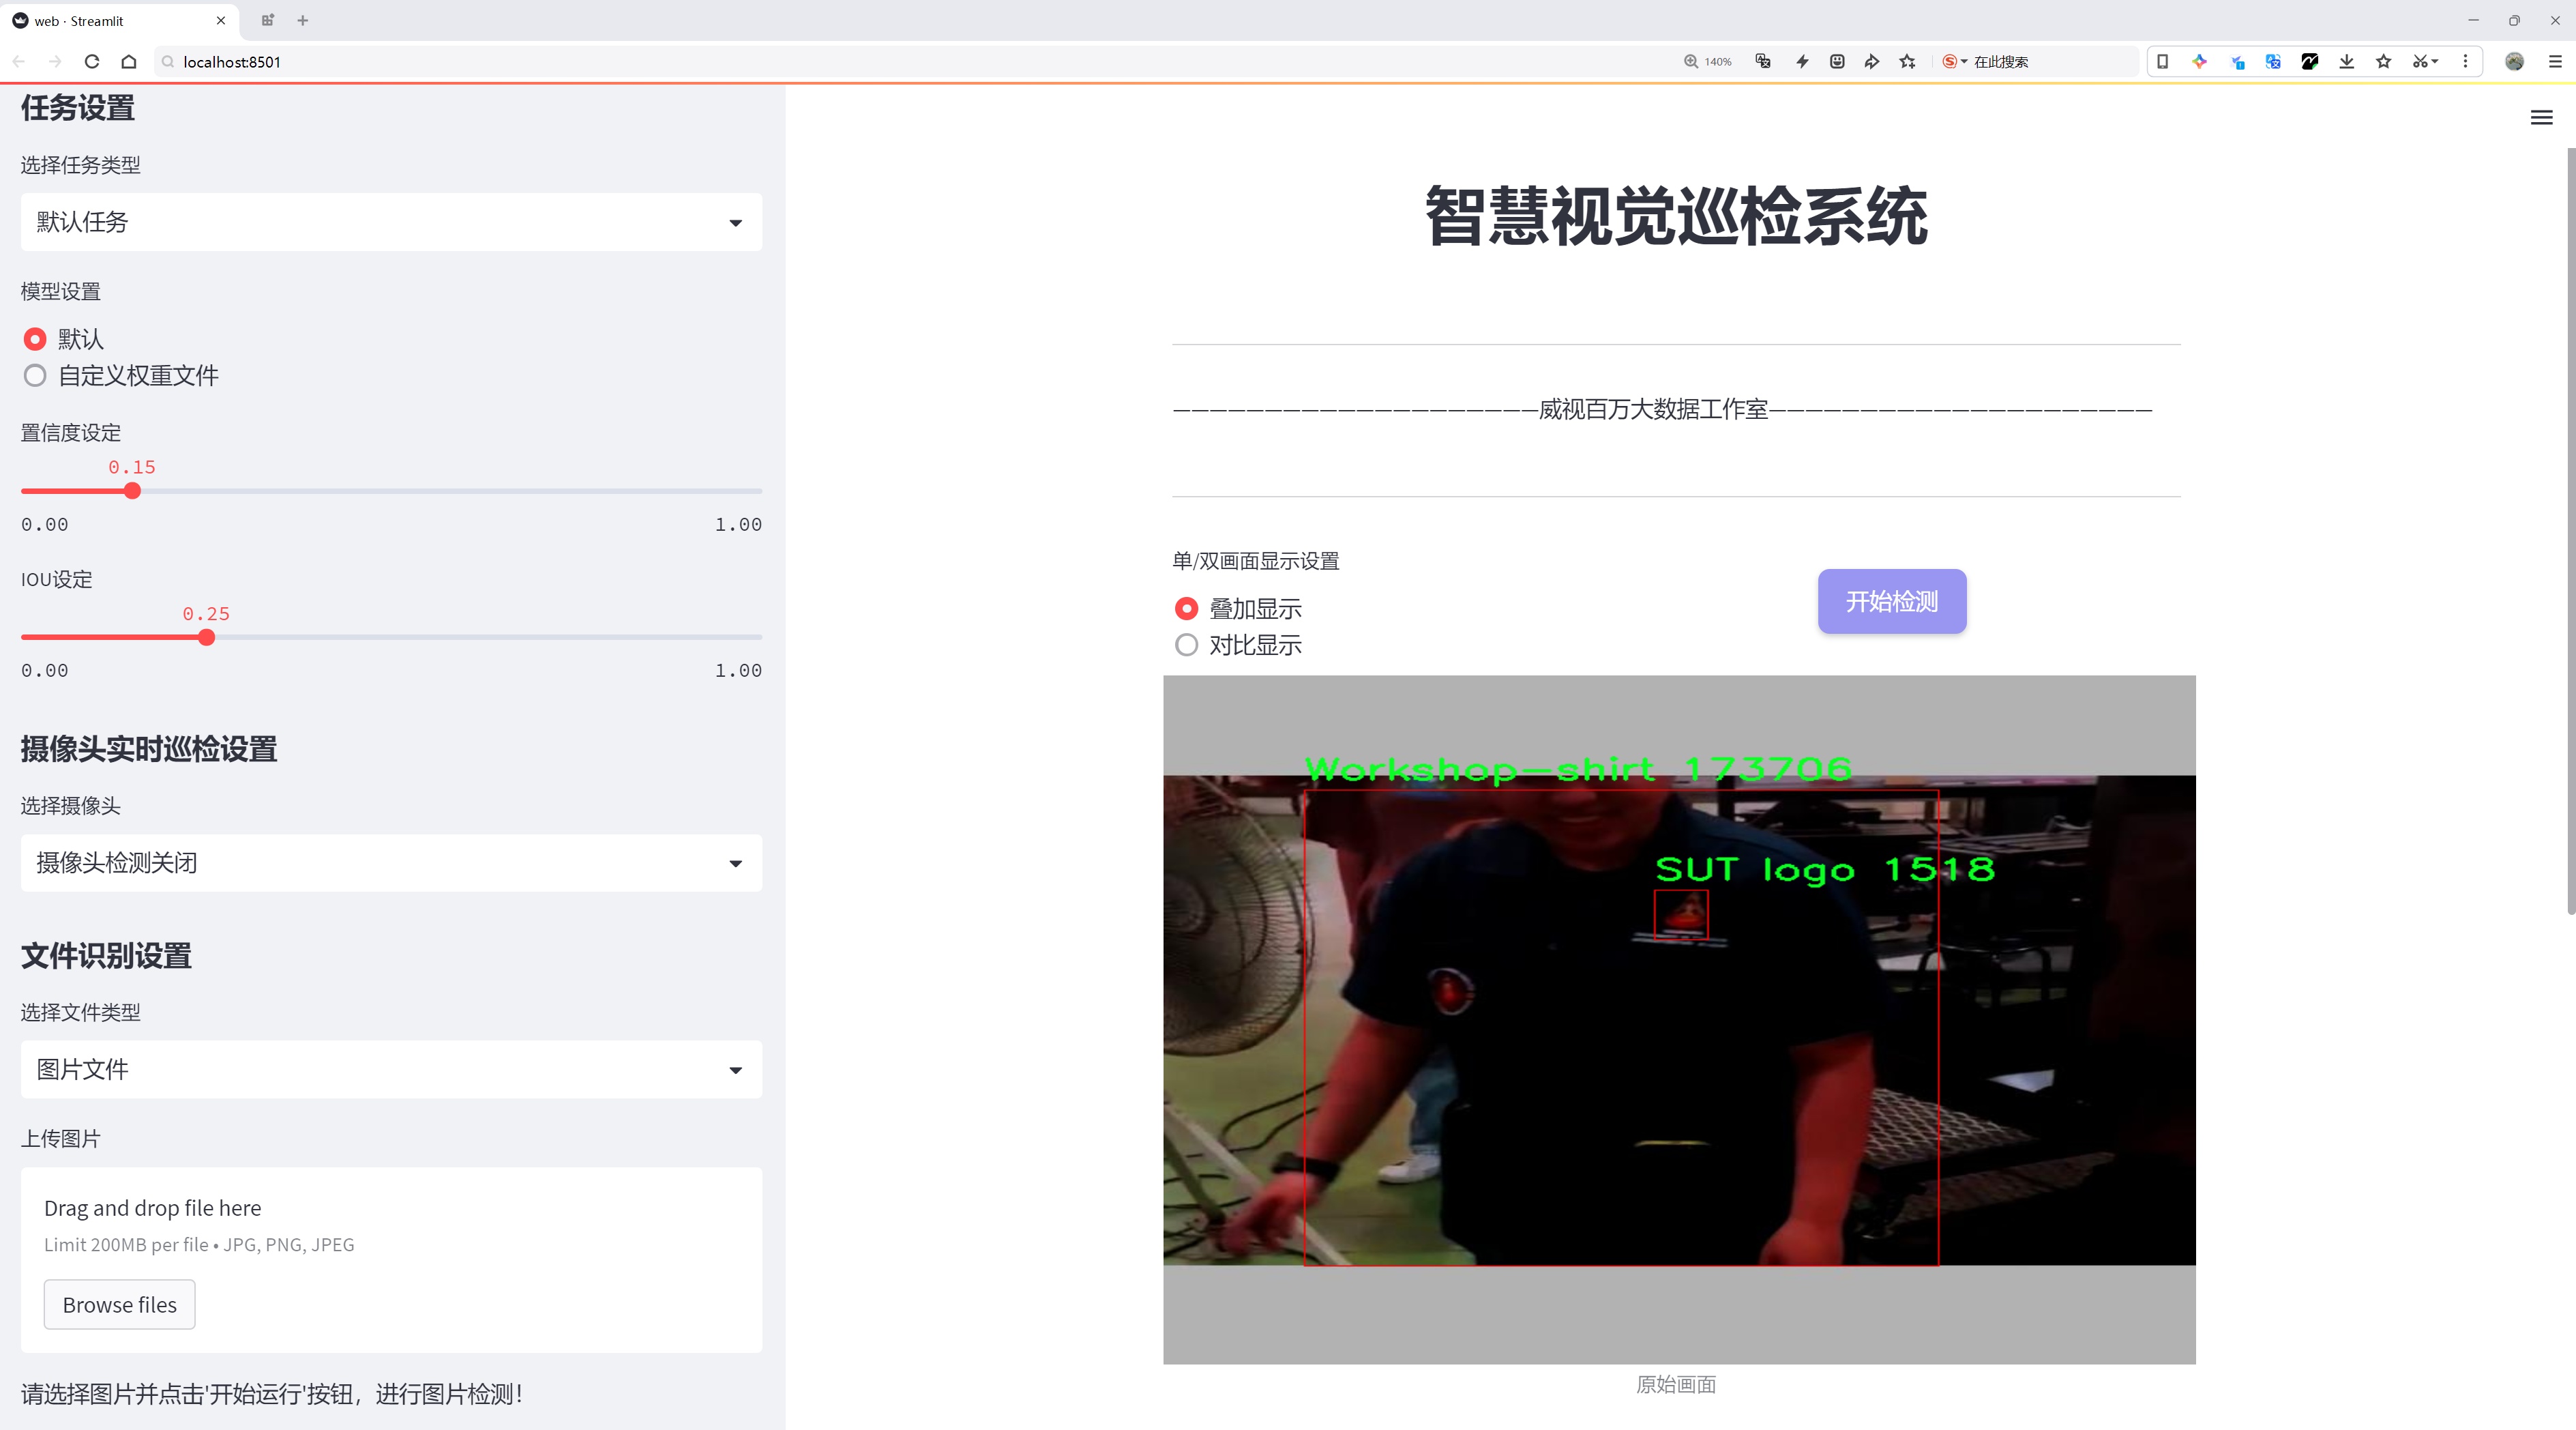 web · Streamlit
localhost:8501
140%
在此搜索
任务设置
选择任务类型
默认任务
模型设置
默认
自定义权重文件
置信度设定
0.15
0.00 1.00
IOU设定
0.25
0.00 1.00
摄像头实时巡检设置
选择摄像头
摄像头检测关闭
文件识别设置
选择文件类型
图片文件
上传图片
Drag and drop file here
Limit 200MB per file • JPG, PNG, JPEG
Browse files
请选择图片并点击'开始运行'按钮，进行图片检测！
智慧视觉巡检系统
————————————————————威视百万大数据工作室—————————————————————
单/双画面显示设置
叠加显示
对比显示
开始检测
Workshop-shirt 173706
SUT logo 1518
原始画面